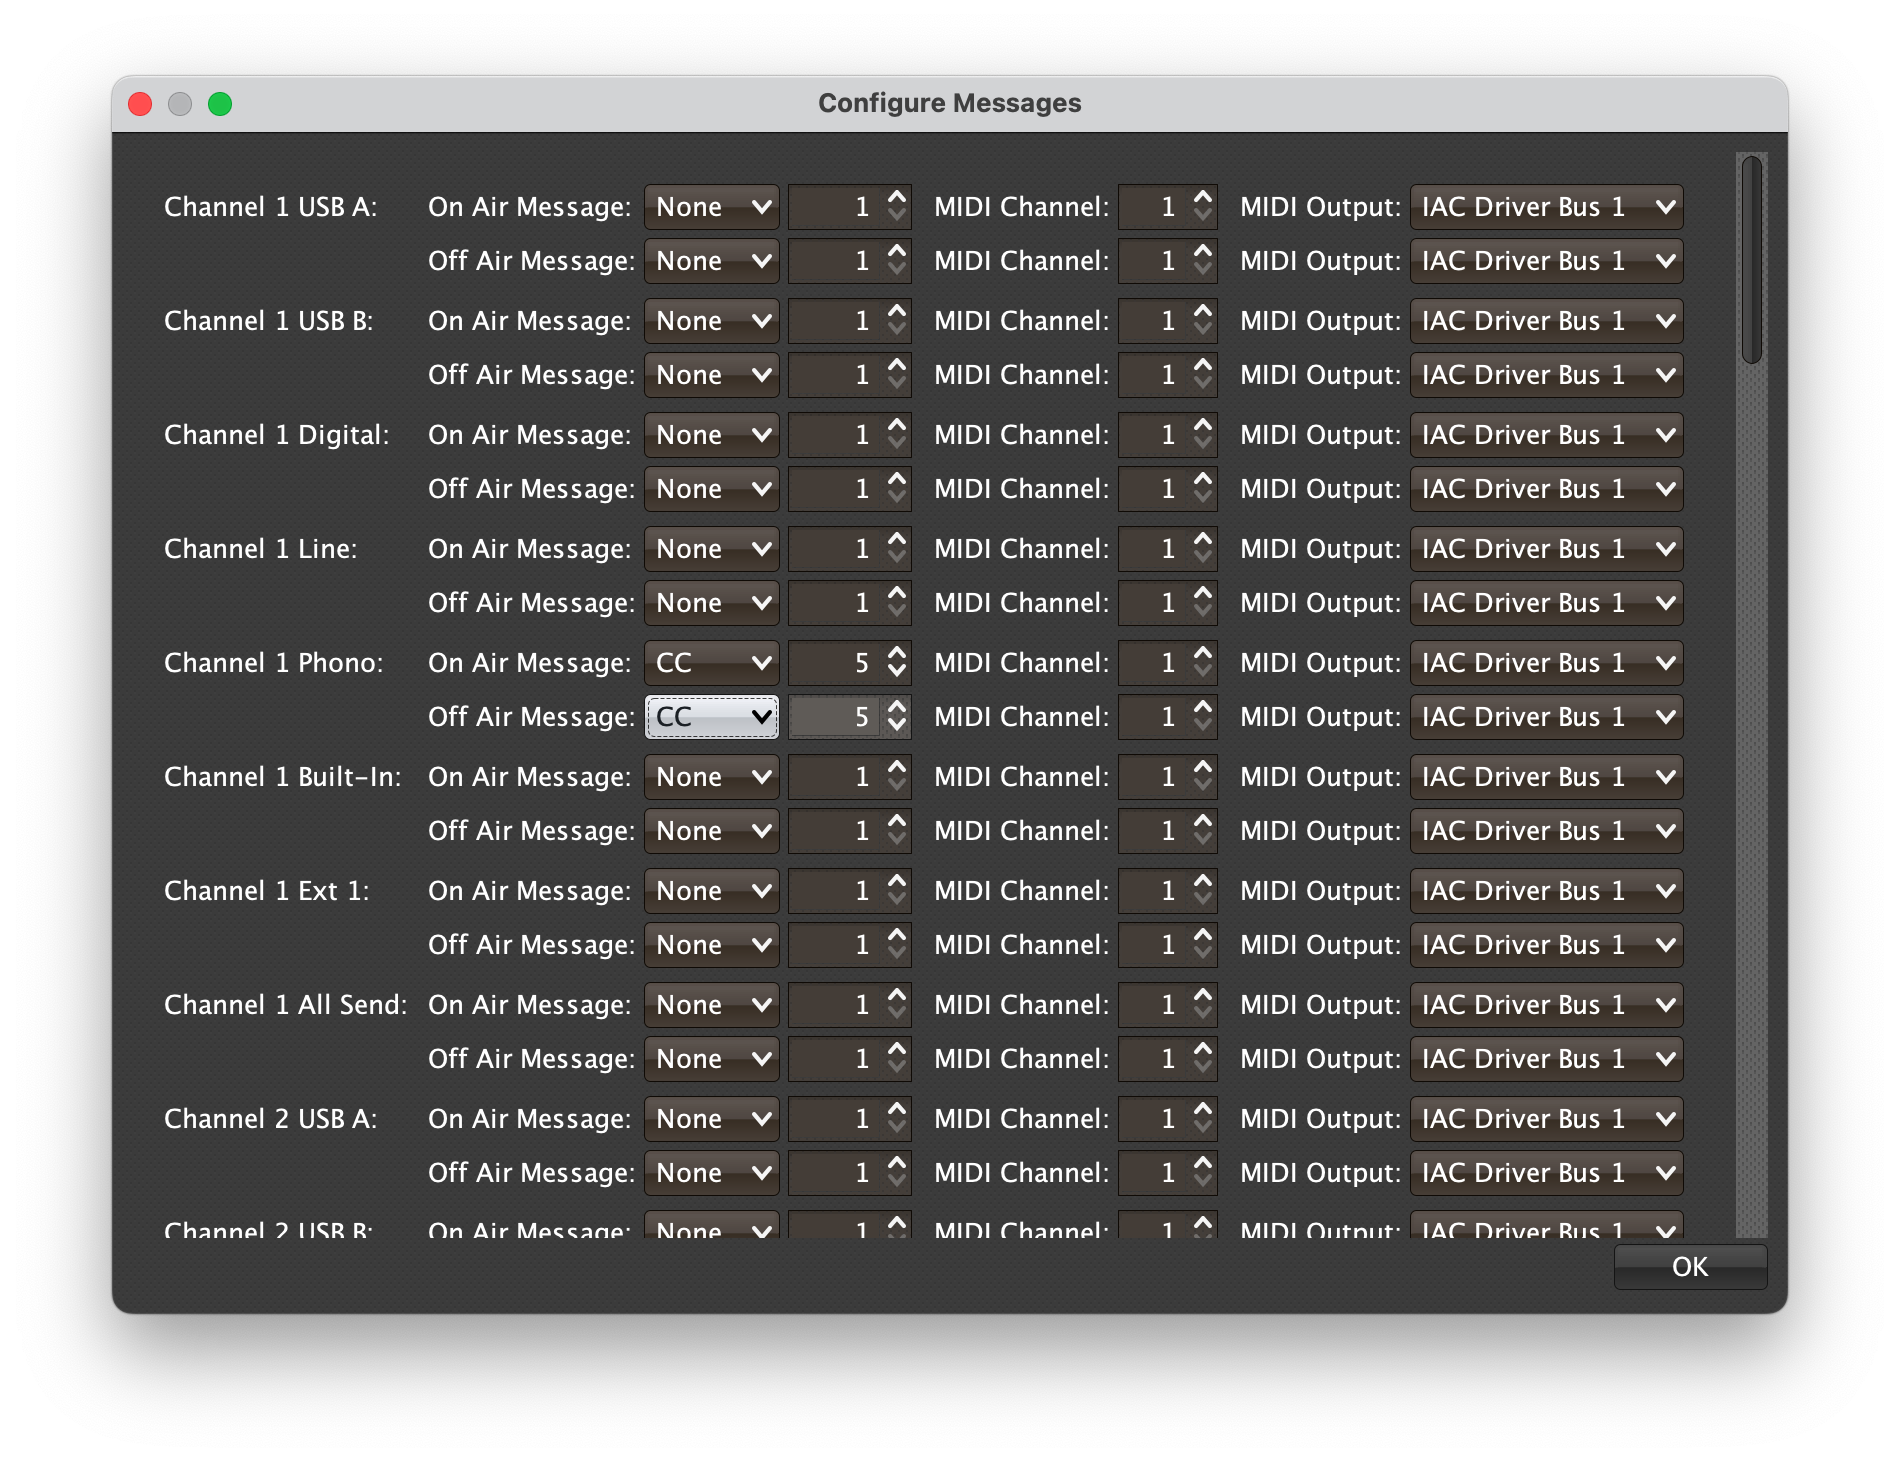 Configure Messages
Channel 1 USB A: On Air Message: None 1 MIDI Channel: 1 MIDI Output: IAC Driver Bus 1
Off Air Message: None 1 MIDI Channel: 1 MIDI Output: IAC Driver Bus 1
Channel 1 USB B: On Air Message: None 1 MIDI Channel: 1 MIDI Output: IAC Driver Bus 1
Off Air Message: None 1 MIDI Channel: 1 MIDI Output: IAC Driver Bus 1
Channel 1 Digital: On Air Message: None 1 MIDI Channel: 1 MIDI Output: IAC Driver Bus 1
Off Air Message: None 1 MIDI Channel: 1 MIDI Output: IAC Driver Bus 1
Channel 1 Line: On Air Message: None 1 MIDI Channel: 1 MIDI Output: IAC Driver Bus 1
Off Air Message: None 1 MIDI Channel: 1 MIDI Output: IAC Driver Bus 1
Channel 1 Phono: On Air Message: CC 5 MIDI Channel: 1 MIDI Output: IAC Driver Bus 1
Off Air Message: CC 5 MIDI Channel: 1 MIDI Output: IAC Driver Bus 1
Channel 1 Built-In: On Air Message: None 1 MIDI Channel: 1 MIDI Output: IAC Driver Bus 1
Off Air Message: None 1 MIDI Channel: 1 MIDI Output: IAC Driver Bus 1
Channel 1 Ext 1: On Air Message: None 1 MIDI Channel: 1 MIDI Output: IAC Driver Bus 1
Off Air Message: None 1 MIDI Channel: 1 MIDI Output: IAC Driver Bus 1
Channel 1 All Send: On Air Message: None 1 MIDI Channel: 1 MIDI Output: IAC Driver Bus 1
Off Air Message: None 1 MIDI Channel: 1 MIDI Output: IAC Driver Bus 1
Channel 2 USB A: On Air Message: None 1 MIDI Channel: 1 MIDI Output: IAC Driver Bus 1
Off Air Message: None 1 MIDI Channel: 1 MIDI Output: IAC Driver Bus 1
Channel 2 USB B: On Air Message: None 1 MIDI Channel: 1 MIDI Output: IAC Driver Bus 1
OK